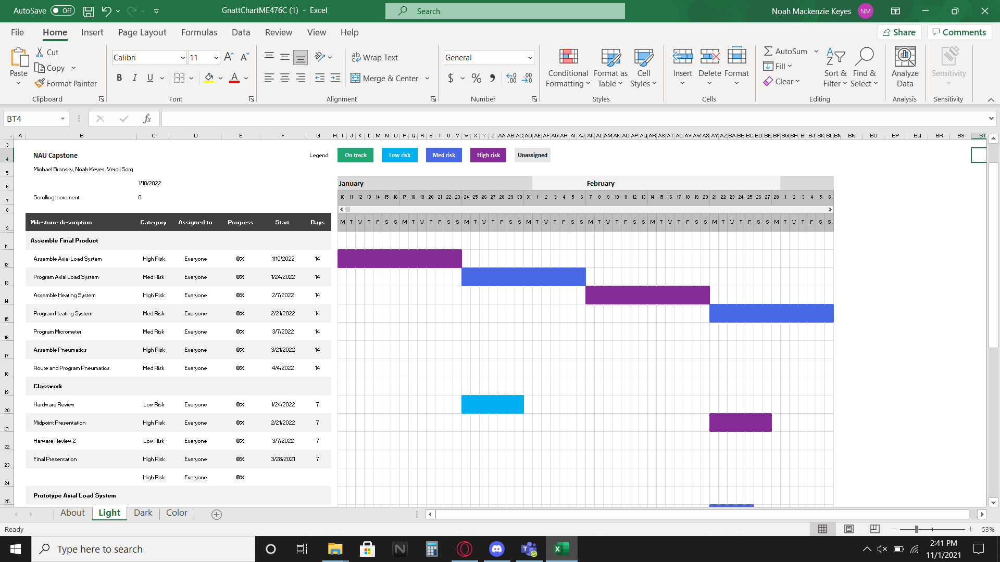 AutoSave Off GnattChartME476C (1) - Excel Search Noah Mackenzie Keyes NM
File Home Insert Page Layout Formulas Data Review View Help Share Comments
Paste Cut Copy Format Painter
Calibri 11 A A
B I U A
ab Wrap Text
Merge & Center
General
$ % 9 .00 .00
Conditional Formatting Format as Table Cell Styles
Insert Delete Format
AutoSum Fill Clear
Sort & Filter Find & Select
Analyze Data Sensitivity
Clipboard Font Alignment Number Styles Cells Editing Analysis Sensitivity
BT4 fx
A B C D E F G H I J K L M N O P Q R S T U V W X Y Z AA AB AC AD AE AF AG AH AI AJ AK AL AM AN AO AP AQ AR AS AT AU AV AW AX AY AZ BA BB BC BD BE BF BG BH BI BJ BK BL BN BO BP BQ BR BS BT
3
4 NAU Capstone Legend: On track Low risk Med risk High risk Unassigned
5 Michael Bransky, Noah Keyes, Vergil Sorg
6 1/10/2022 January February
7 Scrolling Increment: 0 10 11 12 13 14 15 16 17 18 19 20 21 22 23 24 25 26 27 28 29 30 31 1 2 3 4 5 6 7 8 9 10 11 12 13 14 15 16 17 18 19 20 21 22 23 24 25 26 27 28 1 2 3 4 5 6
8
9 Milestone description Category Assigned to Progress Start Days M T W T F S S M T W T F S S M T W T F S S M T W T F S S M T W T F S S M T W T F S S M T W T F S S M T W T F S S
11 Assemble Final Product
12 Assemble Axial Load System High Risk Everyone 0% 1/10/2022 14
13 Program Axial Load System Med Risk Everyone 0% 1/24/2022 14
14 Assemble Heating System High Risk Everyone 0% 2/7/2022 14
15 Program Heating System Med Risk Everyone 0% 2/21/2022 14
16 Program Micrometer Med Risk Everyone 0% 3/7/2022 14
17 Assemble Pneumatics High Risk Everyone 0% 3/21/2022 14
18 Route and Program Pneumatics Med Risk Everyone 0% 4/4/2022 14
19 Classwork
20 Hardware Review Low Risk Everyone 0% 1/24/2022 7
21 Midpoint Presentation High Risk Everyone 0% 2/21/2022 7
22 Harware Review 2 Low Risk Everyone 0% 3/7/2022 7
23 Final Presentation High Risk Everyone 0% 3/28/2021 7
24 High Risk Everyone 0%
25 Prototype Axial Load System
About Light Dark Color
Ready 53%
Type here to search 2:41 PM
11/1/2021